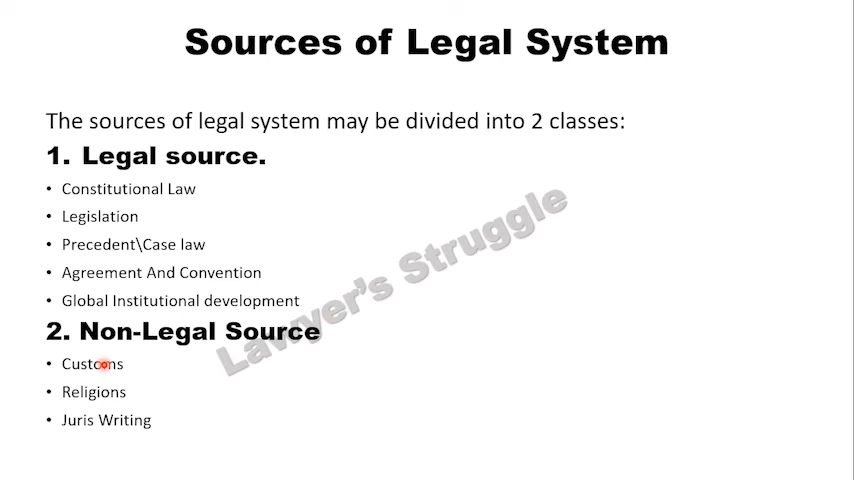 Sources of Legal System
The sources of legal system may be divided into 2 classes:
1. Legal source.
• Constitutional Law
• Legislation
• Precedent\Case law
• Agreement And Convention
• Global Institutional development
2. Non-Legal Source
• Customs
• Religions
• Juris Writing
Lawyer's Struggle